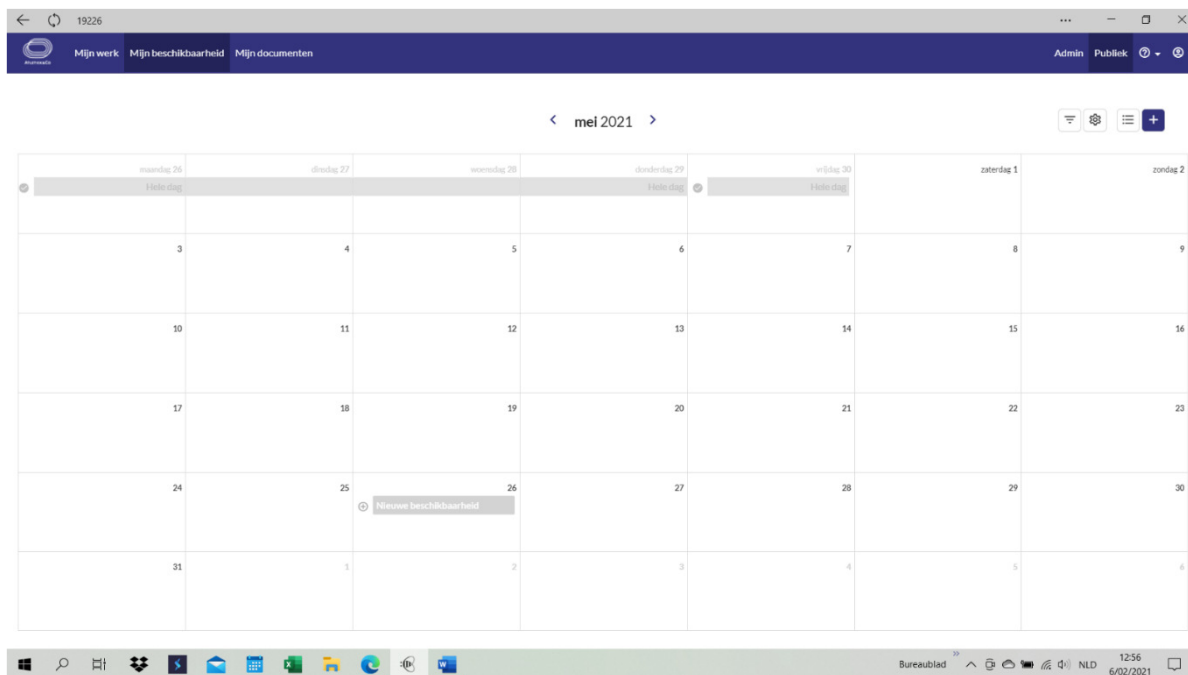 19226
Mijn werk Mijn beschikbaarheid Mijn documenten Admin Publiek
mei 2021
maandag 26 dinsdag 27 woensdag 28 donderdag 29 vrijdag 30 zaterdag 1 zondag 2
Hele dag Hele dag Hele dag
3 4 5 6 7 8 9
10 11 12 13 14 15 16
17 18 19 20 21 22 23
24 25 26 27 28 29 30
Nieuwe beschikbaarheid
31 1 2 3 4 5 6
Bureaublad NLD 12:56
6/02/2021